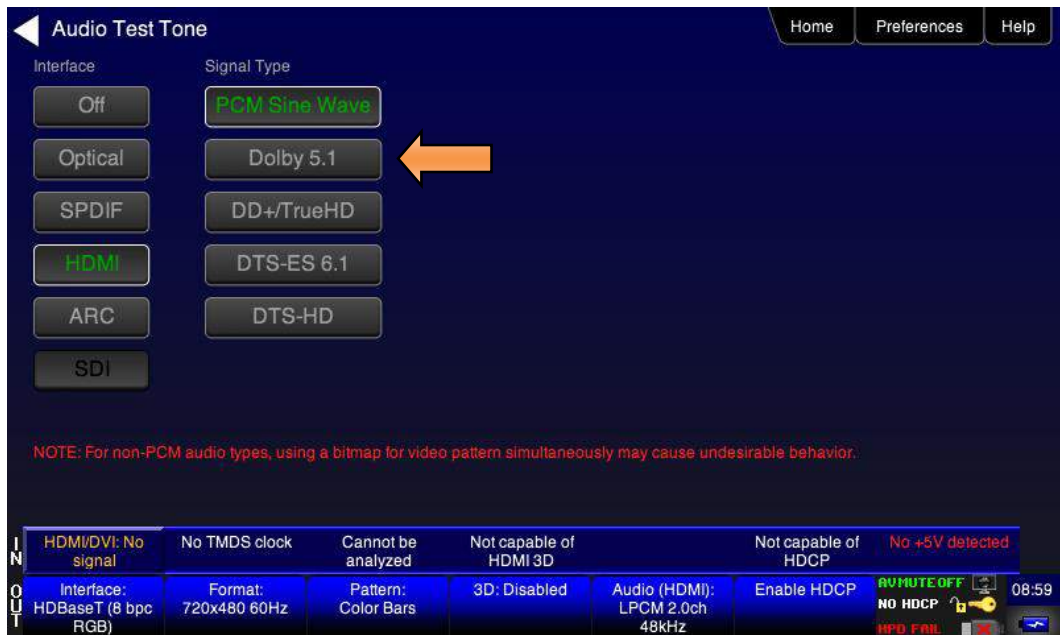 Audio Test Tone
Home
Preferences
Help
Interface
Signal Type
Off
PCM Sine Wave
Optical
Dolby 5.1
SPDIF
DD+/TrueHD
HDMI
DTS-ES 6.1
ARC
DTS-HD
SDI
NOTE: For non-PCM audio types, using a bitmap for video pattern simultaneously may cause undesirable behavior.
IN
HDMI/DVI: No
signal
No TMDS clock
Cannot be
analyzed
Not capable of
HDMI 3D
Not capable of
HDCP
No +5V detected
OUT
Interface:
HDBaseT (8 bpc
RGB)
Format:
720x480 60Hz
Pattern:
Color Bars
3D: Disabled
Audio (HDMI):
LPCM 2.0ch
48kHz
Enable HDCP
AVMUTE OFF
NO HDCP
HPD FAIL
08:59